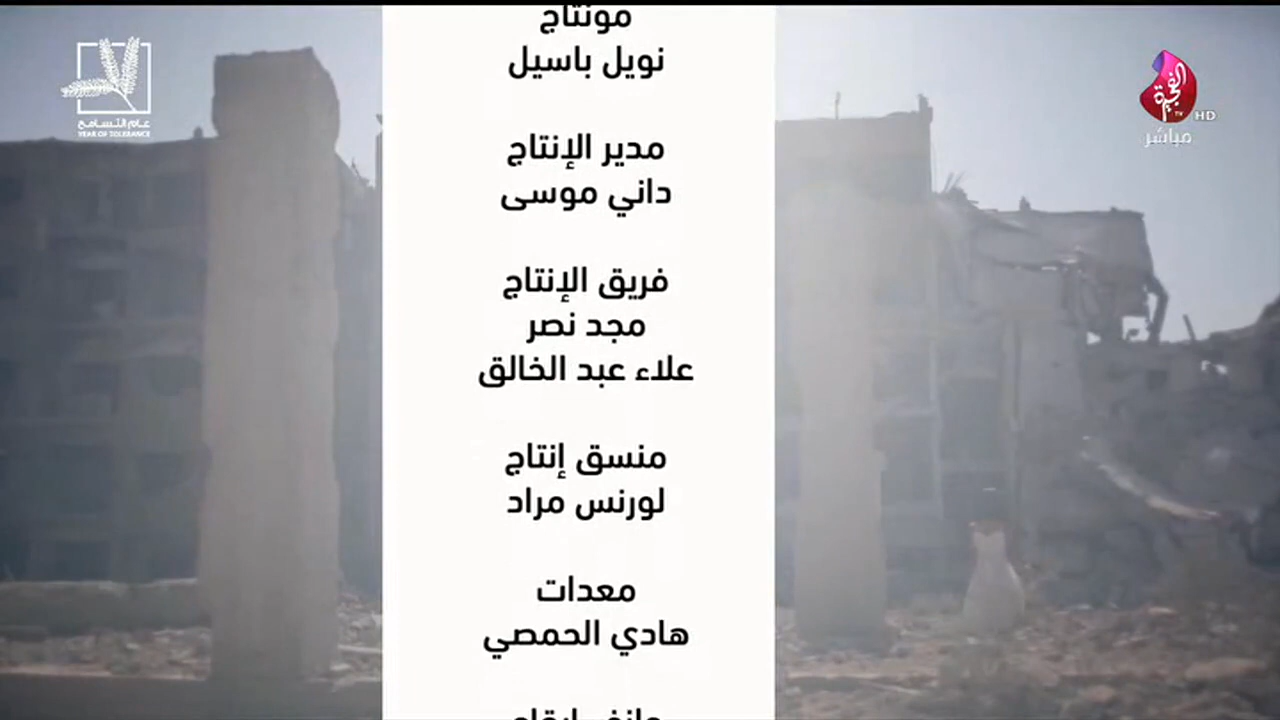 مونتاج
نويل باسيل
مدير الإنتاج
داني موسى
فريق الإنتاج
مجد نصر
علاء عبد الخالق
منسق إنتاج
لورنس مراد
معدات
هادي الحمصي
عام التسامح
YEAR OF TOLERANCE
الفجيرة
TV
HD
مباشر